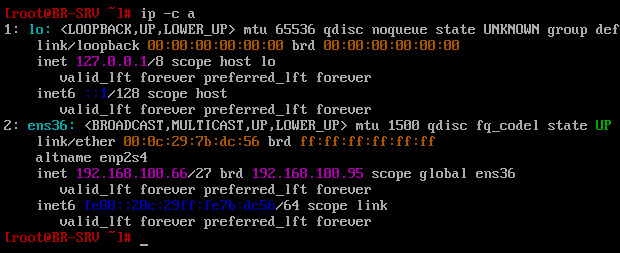 [root@BR-SRV ~]# ip -c a
1: lo: <LOOPBACK,UP,LOWER_UP> mtu 65536 qdisc noqueue state UNKNOWN group def
link/loopback 00:00:00:00:00:00 brd 00:00:00:00:00:00
inet 127.0.0.1/8 scope host lo
valid_lft forever preferred_lft forever
inet6 ::1/128 scope host
valid_lft forever preferred_lft forever
2: ens36: <BROADCAST,MULTICAST,UP,LOWER_UP> mtu 1500 qdisc fq_codel state UP
link/ether 00:0c:29:7b:dc:56 brd ff:ff:ff:ff:ff:ff
altname enp2s4
inet 192.168.100.66/27 brd 192.168.100.95 scope global ens36
valid_lft forever preferred_lft forever
inet6 fe80::20c:29ff:fe7b:dc56/64 scope link
valid_lft forever preferred_lft forever
[root@BR-SRV ~]# _